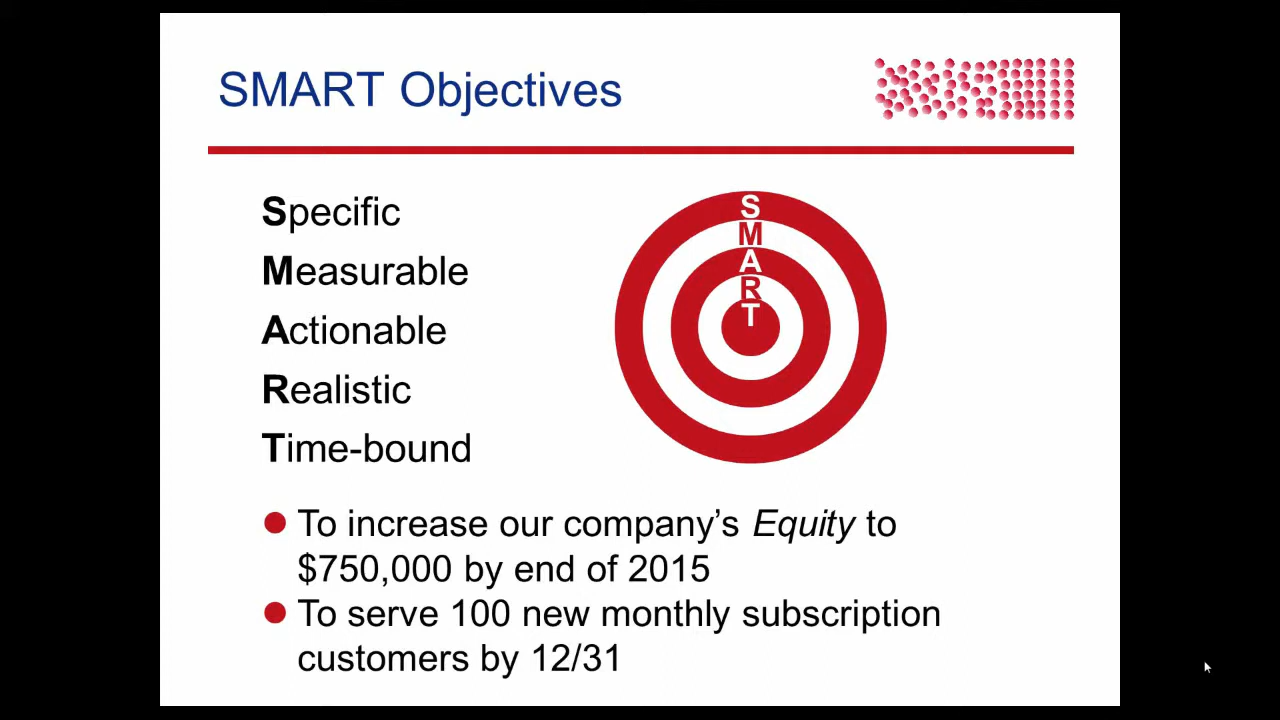 SMART Objectives
Specific
Measurable
Actionable
Realistic
Time-bound
S
M
A
R
T
To increase our company’s Equity to
$750,000 by end of 2015
To serve 100 new monthly subscription
customers by 12/31